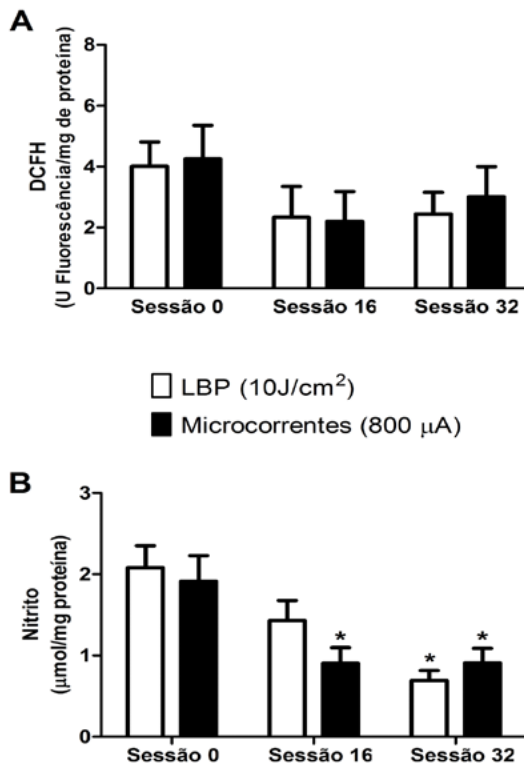 A
DCFH
(U Fluorescência/mg de proteína)
8
6
4
2
0
Sessão 0 Sessão 16 Sessão 32
LBP (10J/cm²)
Microcorrentes (800 µA)
B
Nitrito
(µmol/mg proteína)
3
2
1
0
* * *
Sessão 0 Sessão 16 Sessão 32